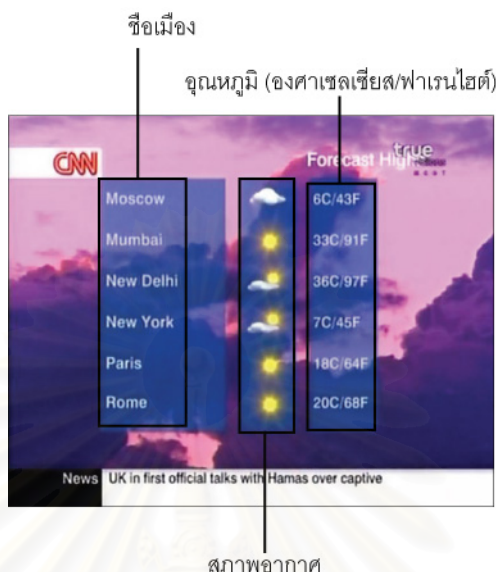 ชื่อเมือง
อุณหภูมิ (องศาเซลเซียส/ฟาเรนไฮต์)
CNN
Forecast High
true
Moscow 6C/43F
Mumbai 33C/91F
New Delhi 36C/97F
New York 7C/45F
Paris 18C/64F
Rome 20C/68F
News UK in first official talks with Hamas over captive
สภาพอากาศ